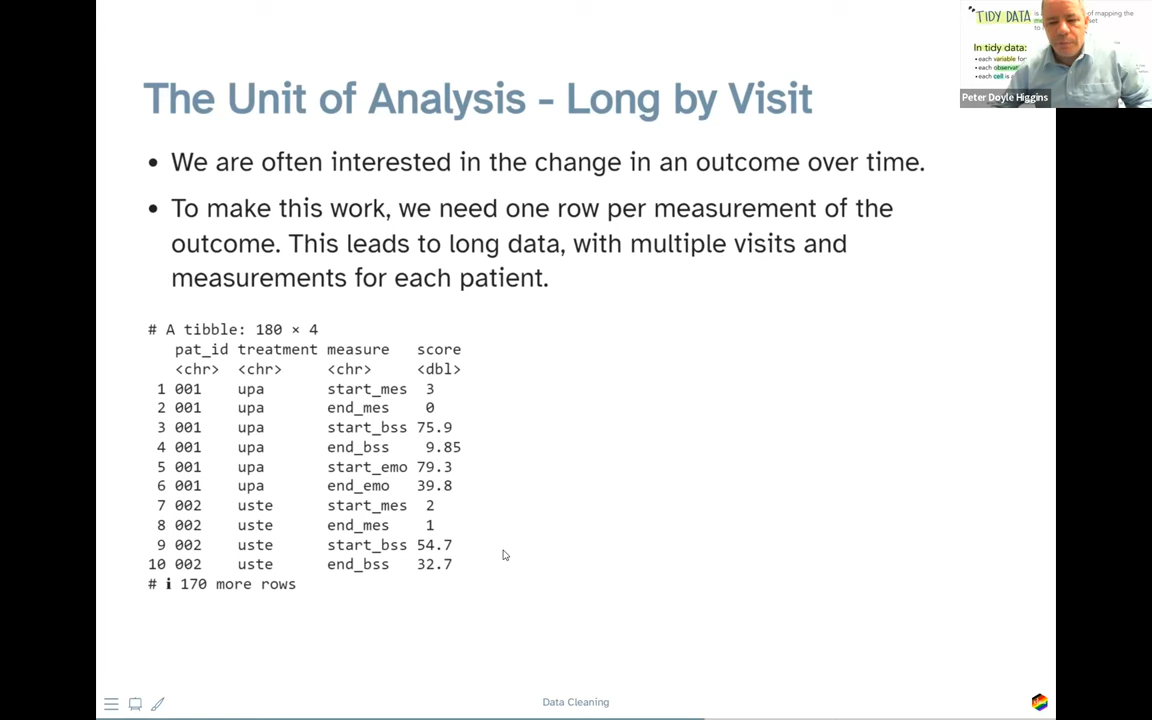 The Unit of Analysis - Long by Visit
• We are often interested in the change in an outcome over time.
• To make this work, we need one row per measurement of the
outcome. This leads to long data, with multiple visits and
measurements for each patient.
# A tibble: 180 × 4
pat_id treatment measure score
<chr> <chr> <chr> <dbl>
1 001 upa start_mes 3
2 001 upa end_mes 0
3 001 upa start_bss 75.9
4 001 upa end_bss 9.85
5 001 upa start_emo 79.3
6 001 upa end_emo 39.8
7 002 uste start_mes 2
8 002 uste end_mes 1
9 002 uste start_bss 54.7
10 002 uste end_bss 32.7
# ℹ 170 more rows
Data Cleaning
TIDY DATA is of mapping the
In tidy data:
• each variable
• each
• each cell is
Peter Doyle Higgins